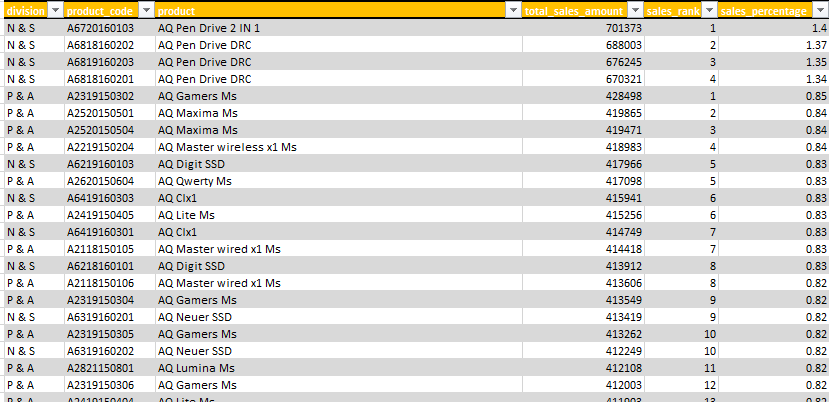 division product_code product total_sales_amount sales_rank sales_percentage
N & S A6720160103 AQ Pen Drive 2 IN 1 701373 1 1.4
N & S A6818160202 AQ Pen Drive DRC 688003 2 1.37
N & S A6819160203 AQ Pen Drive DRC 676245 3 1.35
N & S A6819160201 AQ Pen Drive DRC 670321 4 1.34
P & A A2319150302 AQ Gamers Ms 428498 1 0.85
P & A A2520150501 AQ Maxima Ms 419865 2 0.84
P & A A2520150504 AQ Maxima Ms 419471 3 0.84
P & A A2219150204 AQ Master wireless x1 Ms 418983 4 0.84
N & S A6219160103 AQ Digit SSD 417966 5 0.83
P & A A2620150604 AQ Qwerty Ms 417098 5 0.83
N & S A6419160303 AQ Clx1 415941 6 0.83
P & A A2419150405 AQ Lite Ms 415256 6 0.83
N & S A6419160301 AQ Clx1 414749 7 0.83
P & A A2118150105 AQ Master wired x1 Ms 414418 7 0.83
N & S A6218160101 AQ Digit SSD 413912 8 0.83
P & A A2118150106 AQ Master wired x1 Ms 413606 8 0.82
P & A A2319150304 AQ Gamers Ms 413549 9 0.82
N & S A6319160201 AQ Neuer SSD 413419 9 0.82
P & A A2319150305 AQ Gamers Ms 413262 10 0.82
N & S A6319160202 AQ Neuer SSD 412249 10 0.82
P & A A2821150801 AQ Lumina Ms 412108 11 0.82
P & A A2319150306 AQ Gamers Ms 412003 12 0.82
P & A A2419150404 AQ Lite Ms 411903 13 0.82